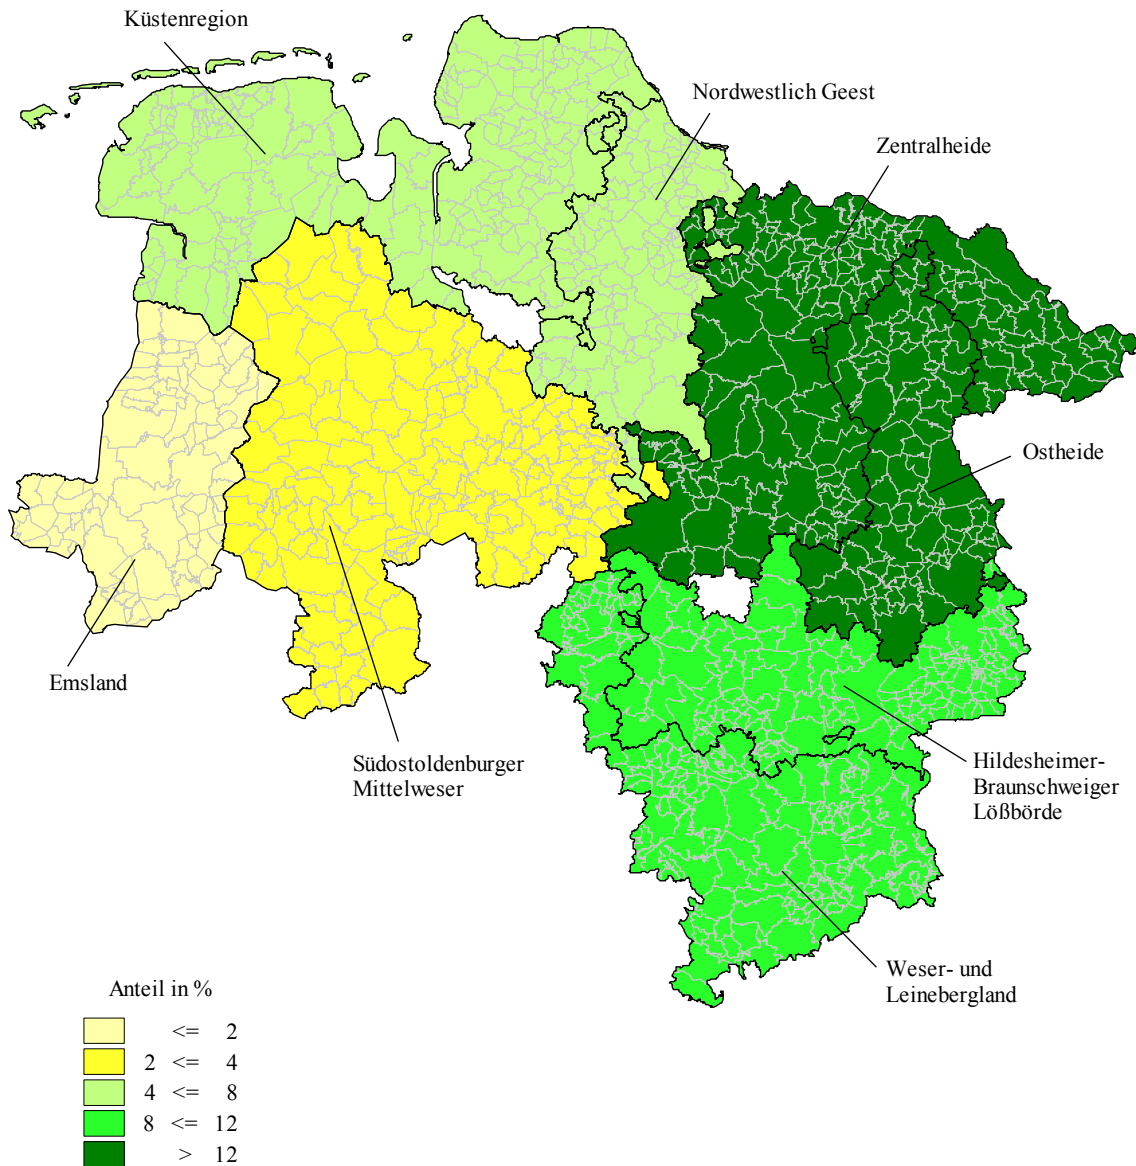 Küstenregion
Nordwestlich Geest
Zentralheide
Ostheide
Emsland
Südostoldenburger
Mittelweser
Hildesheimer-
Braunschweiger
Lößbörde
Weser- und
Leinebergland
Anteil in %
<= 2
2 <= 4
4 <= 8
8 <= 12
> 12